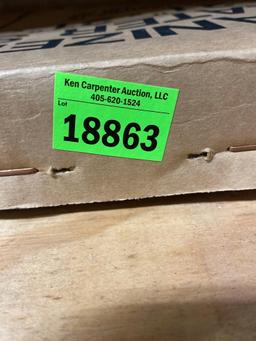 Ken Carpenter Auction, LLC
405-620-1524
Lot
18863